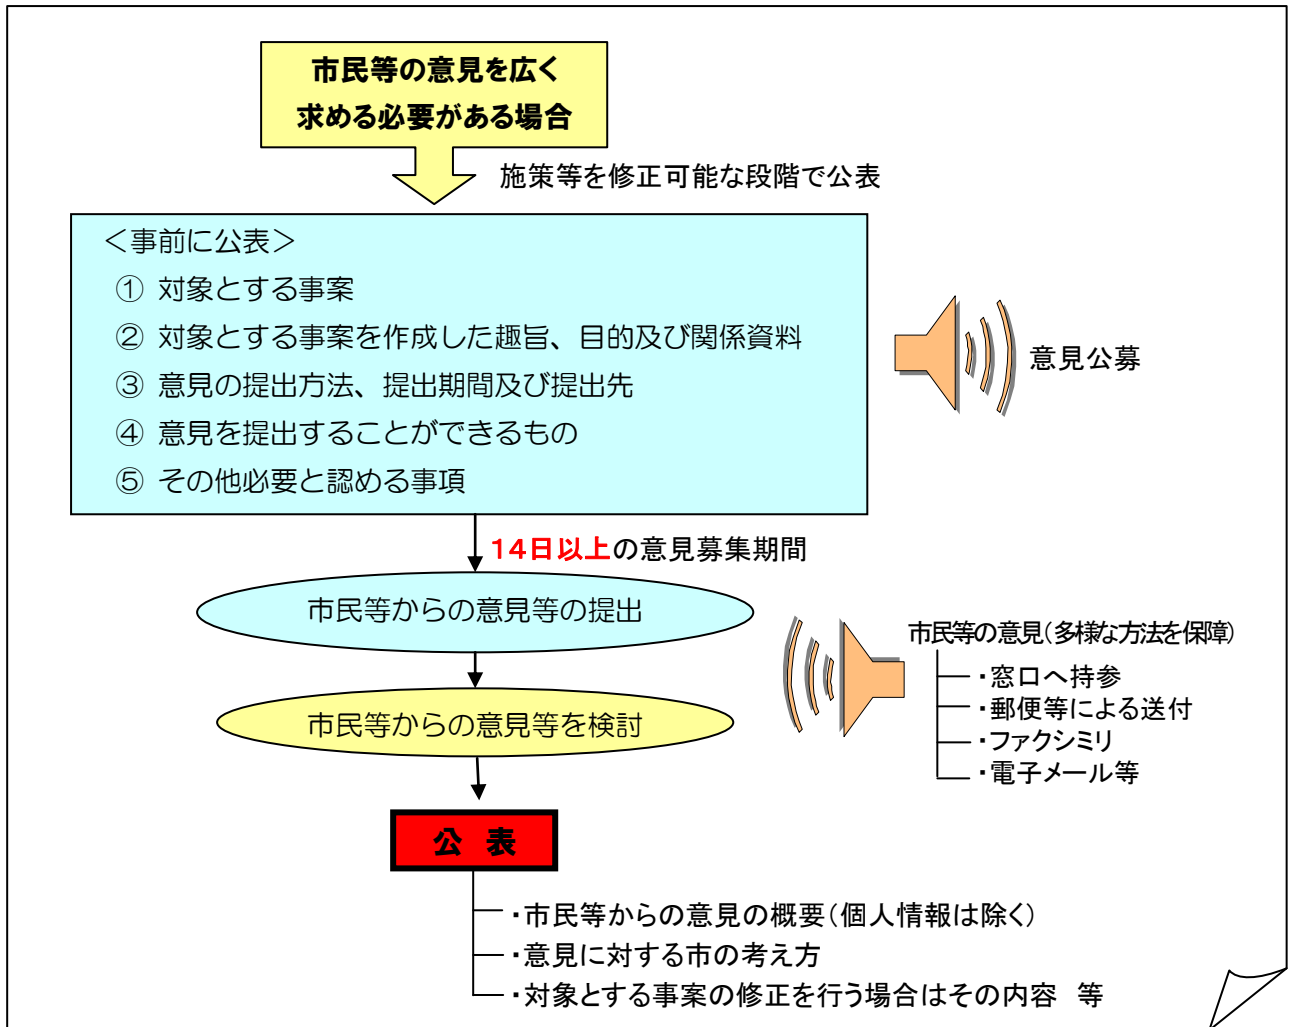 市民等の意見を広く
求める必要がある場合
施策等を修正可能な段階で公表
＜事前に公表＞
① 対象とする事案
② 対象とする事案を作成した趣旨、目的及び関係資料
③ 意見の提出方法、提出期間及び提出先
④ 意見を提出することができるもの
⑤ その他必要と認める事項
意見公募
14日以上の意見募集期間
市民等からの意見等の提出
市民等の意見（多様な方法を保障）
・窓口へ持参
・郵便等による送付
・ファクシミリ
・電子メール等
市民等からの意見等を検討
公 表
・市民等からの意見の概要（個人情報は除く）
・意見に対する市の考え方
・対象とする事案の修正を行う場合はその内容 等